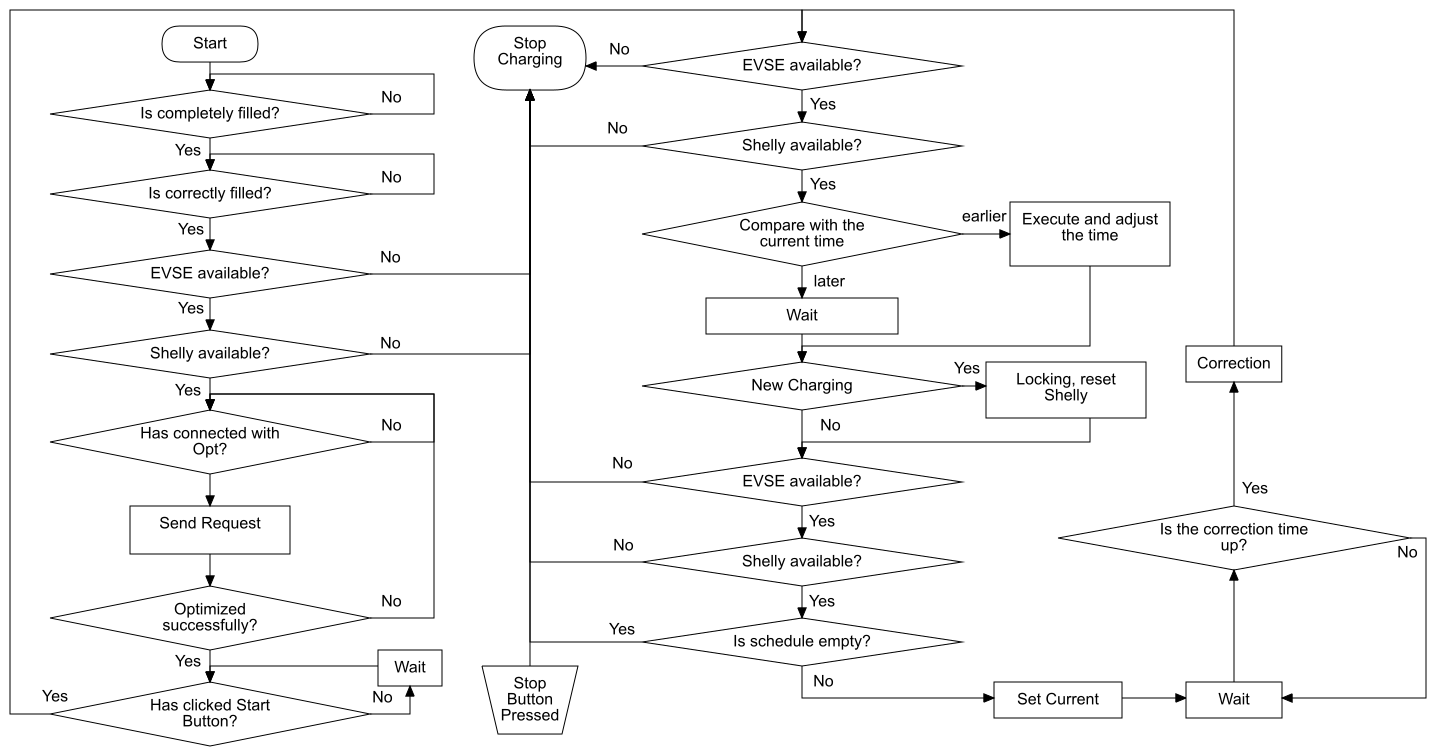 Start
No
Is completely filled?
Yes
No
Is correctly filled?
Yes
No
EVSE available?
Yes
No
Shelly available?
Yes
No
Has connected with
Opt?
Send Request
No
Optimized
successfully?
Yes
Wait
Yes
No
Has clicked Start
Button?
Stop
Charging
Stop
Button
Pressed
No
EVSE available?
Yes
No
Shelly available?
Yes
Compare with the
current time
earlier
Execute and adjust
the time
later
Wait
New Charging
Yes
Locking, reset
Shelly
No
No
EVSE available?
Yes
No
Shelly available?
Yes
Yes
Is schedule empty?
No
Set Current
Wait
Is the correction time
up?
No
Yes
Correction